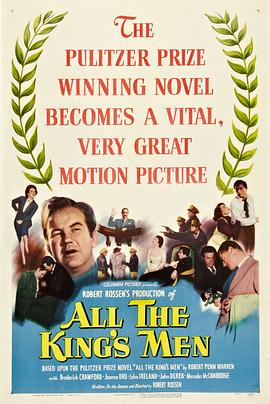 THE
PULITZER PRIZE
WINNING NOVEL
BECOMES A VITAL,
VERY GREAT
MOTION PICTURE
COLUMBIA PICTURES presents
ROBERT ROSSEN'S PRODUCTION of
ALL THE
KING'S MEN
BASED UPON THE PULITZER PRIZE NOVEL "ALL THE KING'S MEN" by ROBERT PENN WARREN
with Broderick CRAWFORD · Joanne DRU · John IRELAND · John DEREK · Mercedes McCAMBRIDGE
Written for the Screen and Directed by ROBERT ROSSEN